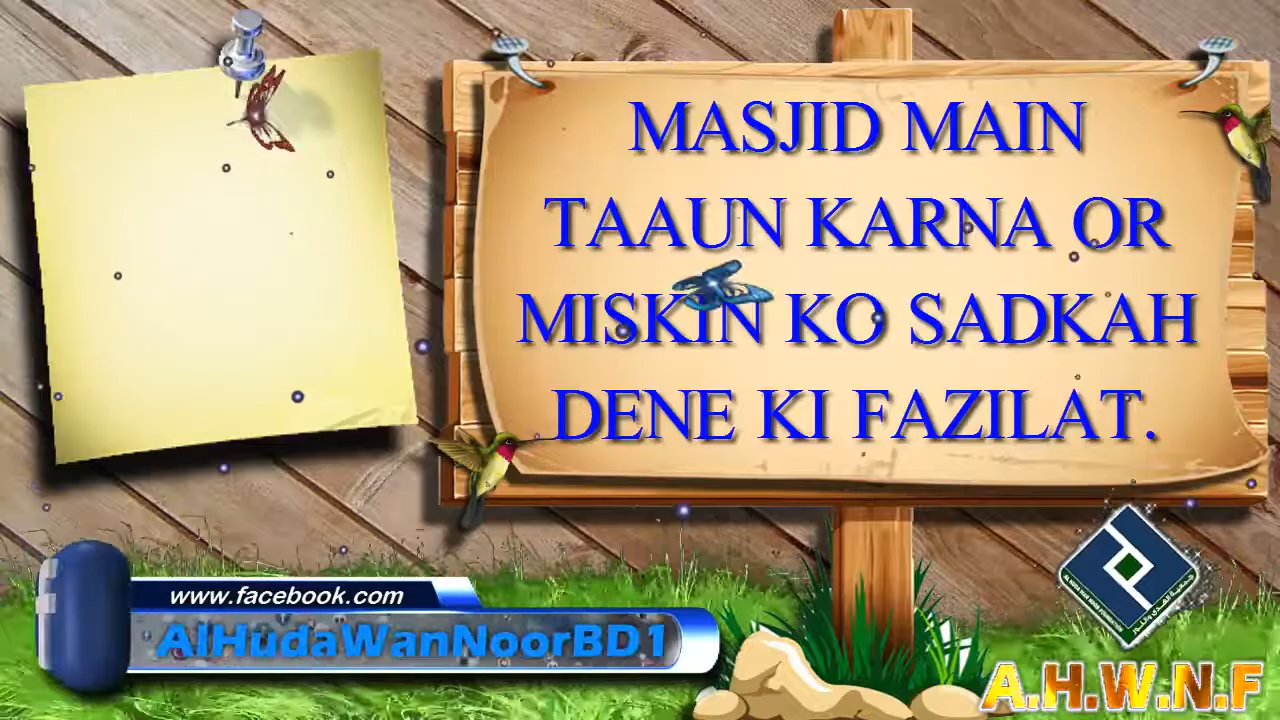 MASJID MAIN
TAAUN KARNA OR
MISKIN KO SADKAH
DENE KI FAZILAT.
www.facebook.com
AlHudaWanNoorBD1
A.H.W.N.F